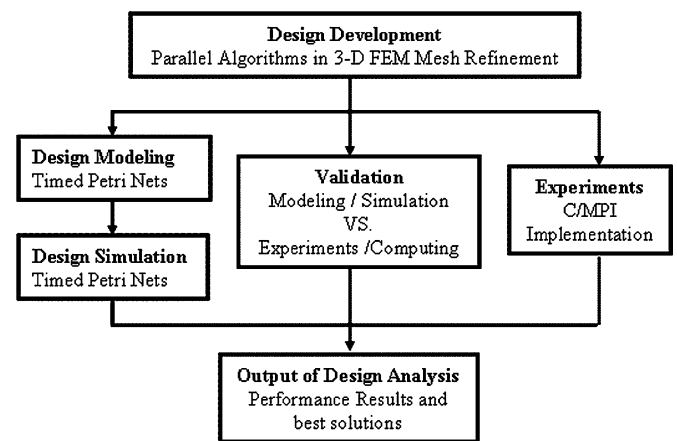 Design Development
Parallel Algorithms in 3-D FEM Mesh Refinement
Design Modeling
Timed Petri Nets
Design Simulation
Timed Petri Nets
Validation
Modeling / Simulation
VS.
Experiments /Computing
Experiments
C/MPI
Implementation
Output of Design Analysis
Performance Results and
best solutions